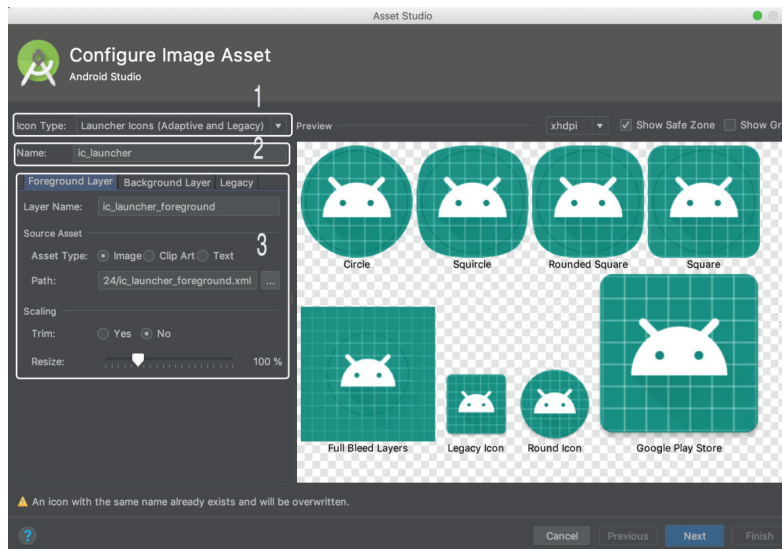 Asset Studio
Configure Image Asset
Android Studio
1
Icon Type: Launcher Icons (Adaptive and Legacy)
Preview
xhdpi
Show Safe Zone
Show Gr
2
Name: ic_launcher
Foreground Layer Background Layer Legacy
Layer Name: ic_launcher_foreground
Source Asset
3
Asset Type: Image Clip Art Text
Path: 24/ic_launcher_foreground.xml ...
Scaling
Trim: Yes No
Resize: 100 %
Circle Squircle Rounded Square Square
Full Bleed Layers Legacy Icon Round Icon Google Play Store
An icon with the same name already exists and will be overwritten.
? Cancel Previous Next Finish